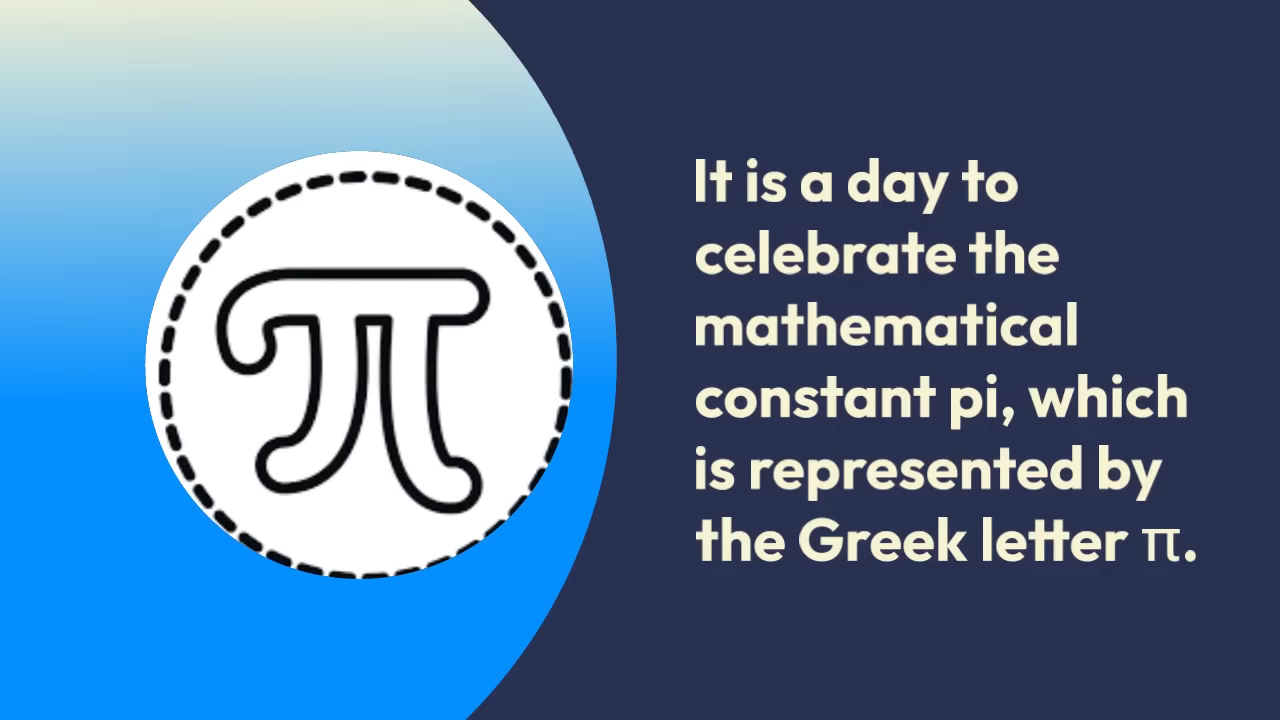 π
It is a day to
celebrate the
mathematical
constant pi, which
is represented by
the Greek letter π.